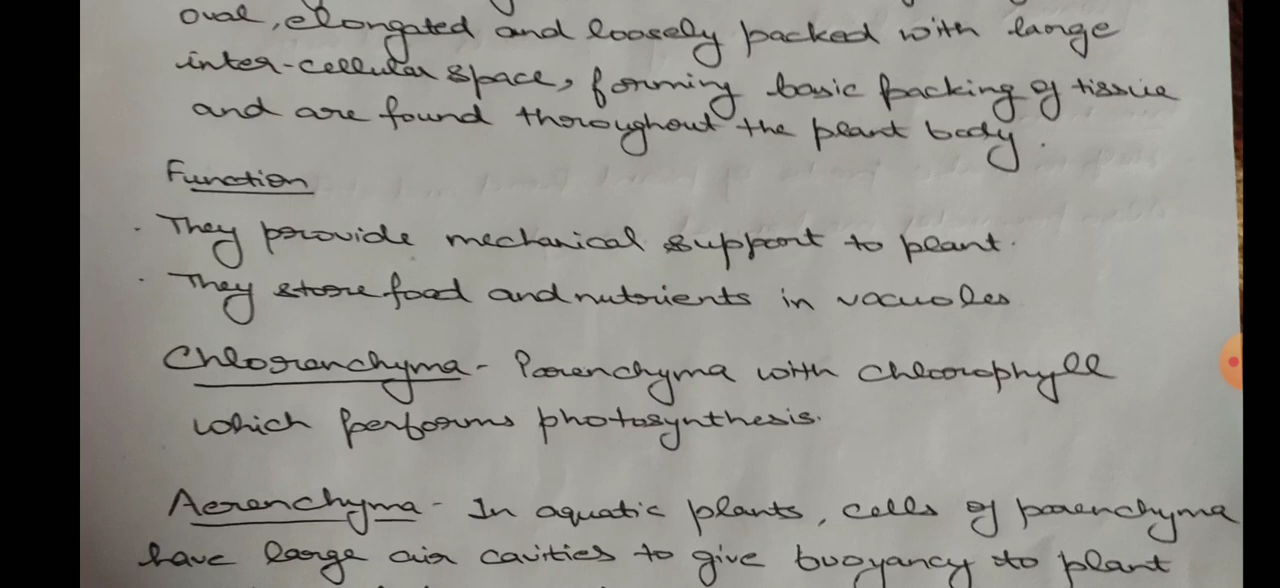 oval, elongated and loosely packed with large
inter-cellular space, forming basic packing of tissue
and are found throughout the plant body.
Function
· They provide mechanical support to plant.
· They store food and nutrients in vacuoles
Chlorenchyma - Parenchyma with chlorophyll
which performs photosynthesis.
Aerenchyma - In aquatic plants, cells of parenchyma
have large air cavities to give buoyancy to plant